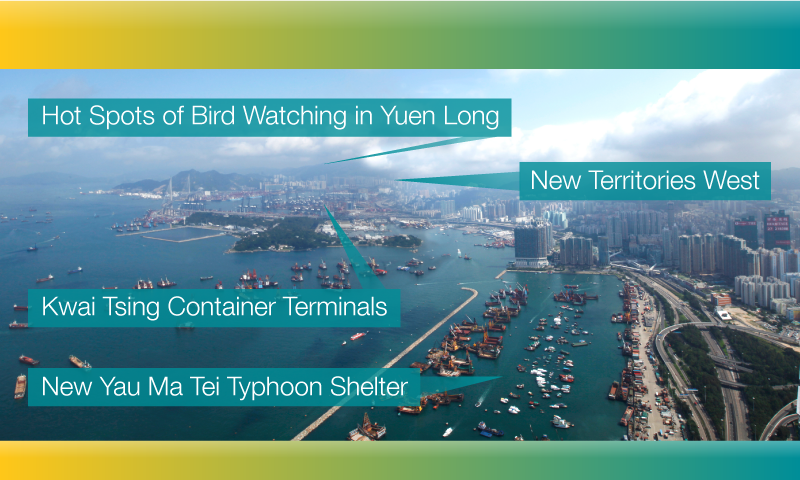 Hot Spots of Bird Watching in Yuen Long
New Territories West
Kwai Tsing Container Terminals
New Yau Ma Tei Typhoon Shelter